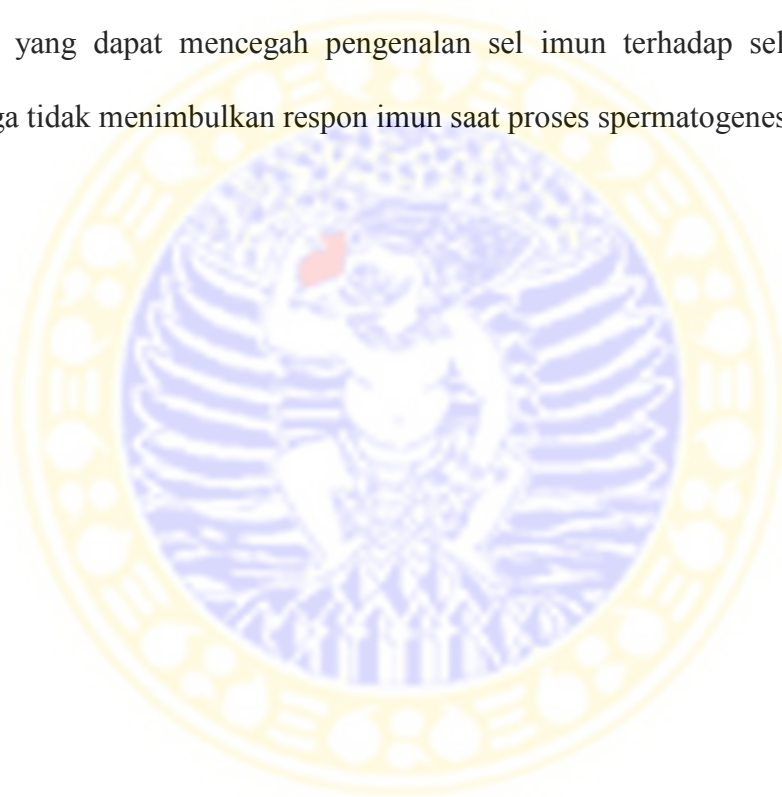 yang dapat mencegah pengenalan sel imun terhadap sel
ga tidak menimbulkan respon imun saat proses spermatogenes